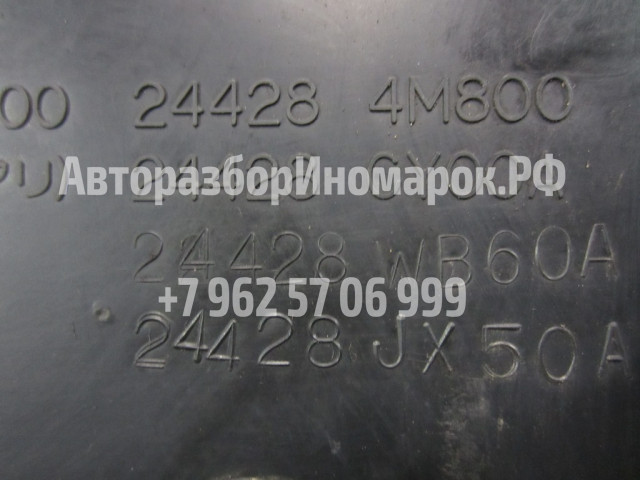 00 24428 4M800
АвторазборИномарок.РФ
24428 WB60A
+7 962 57 06 999
24428 JX50A